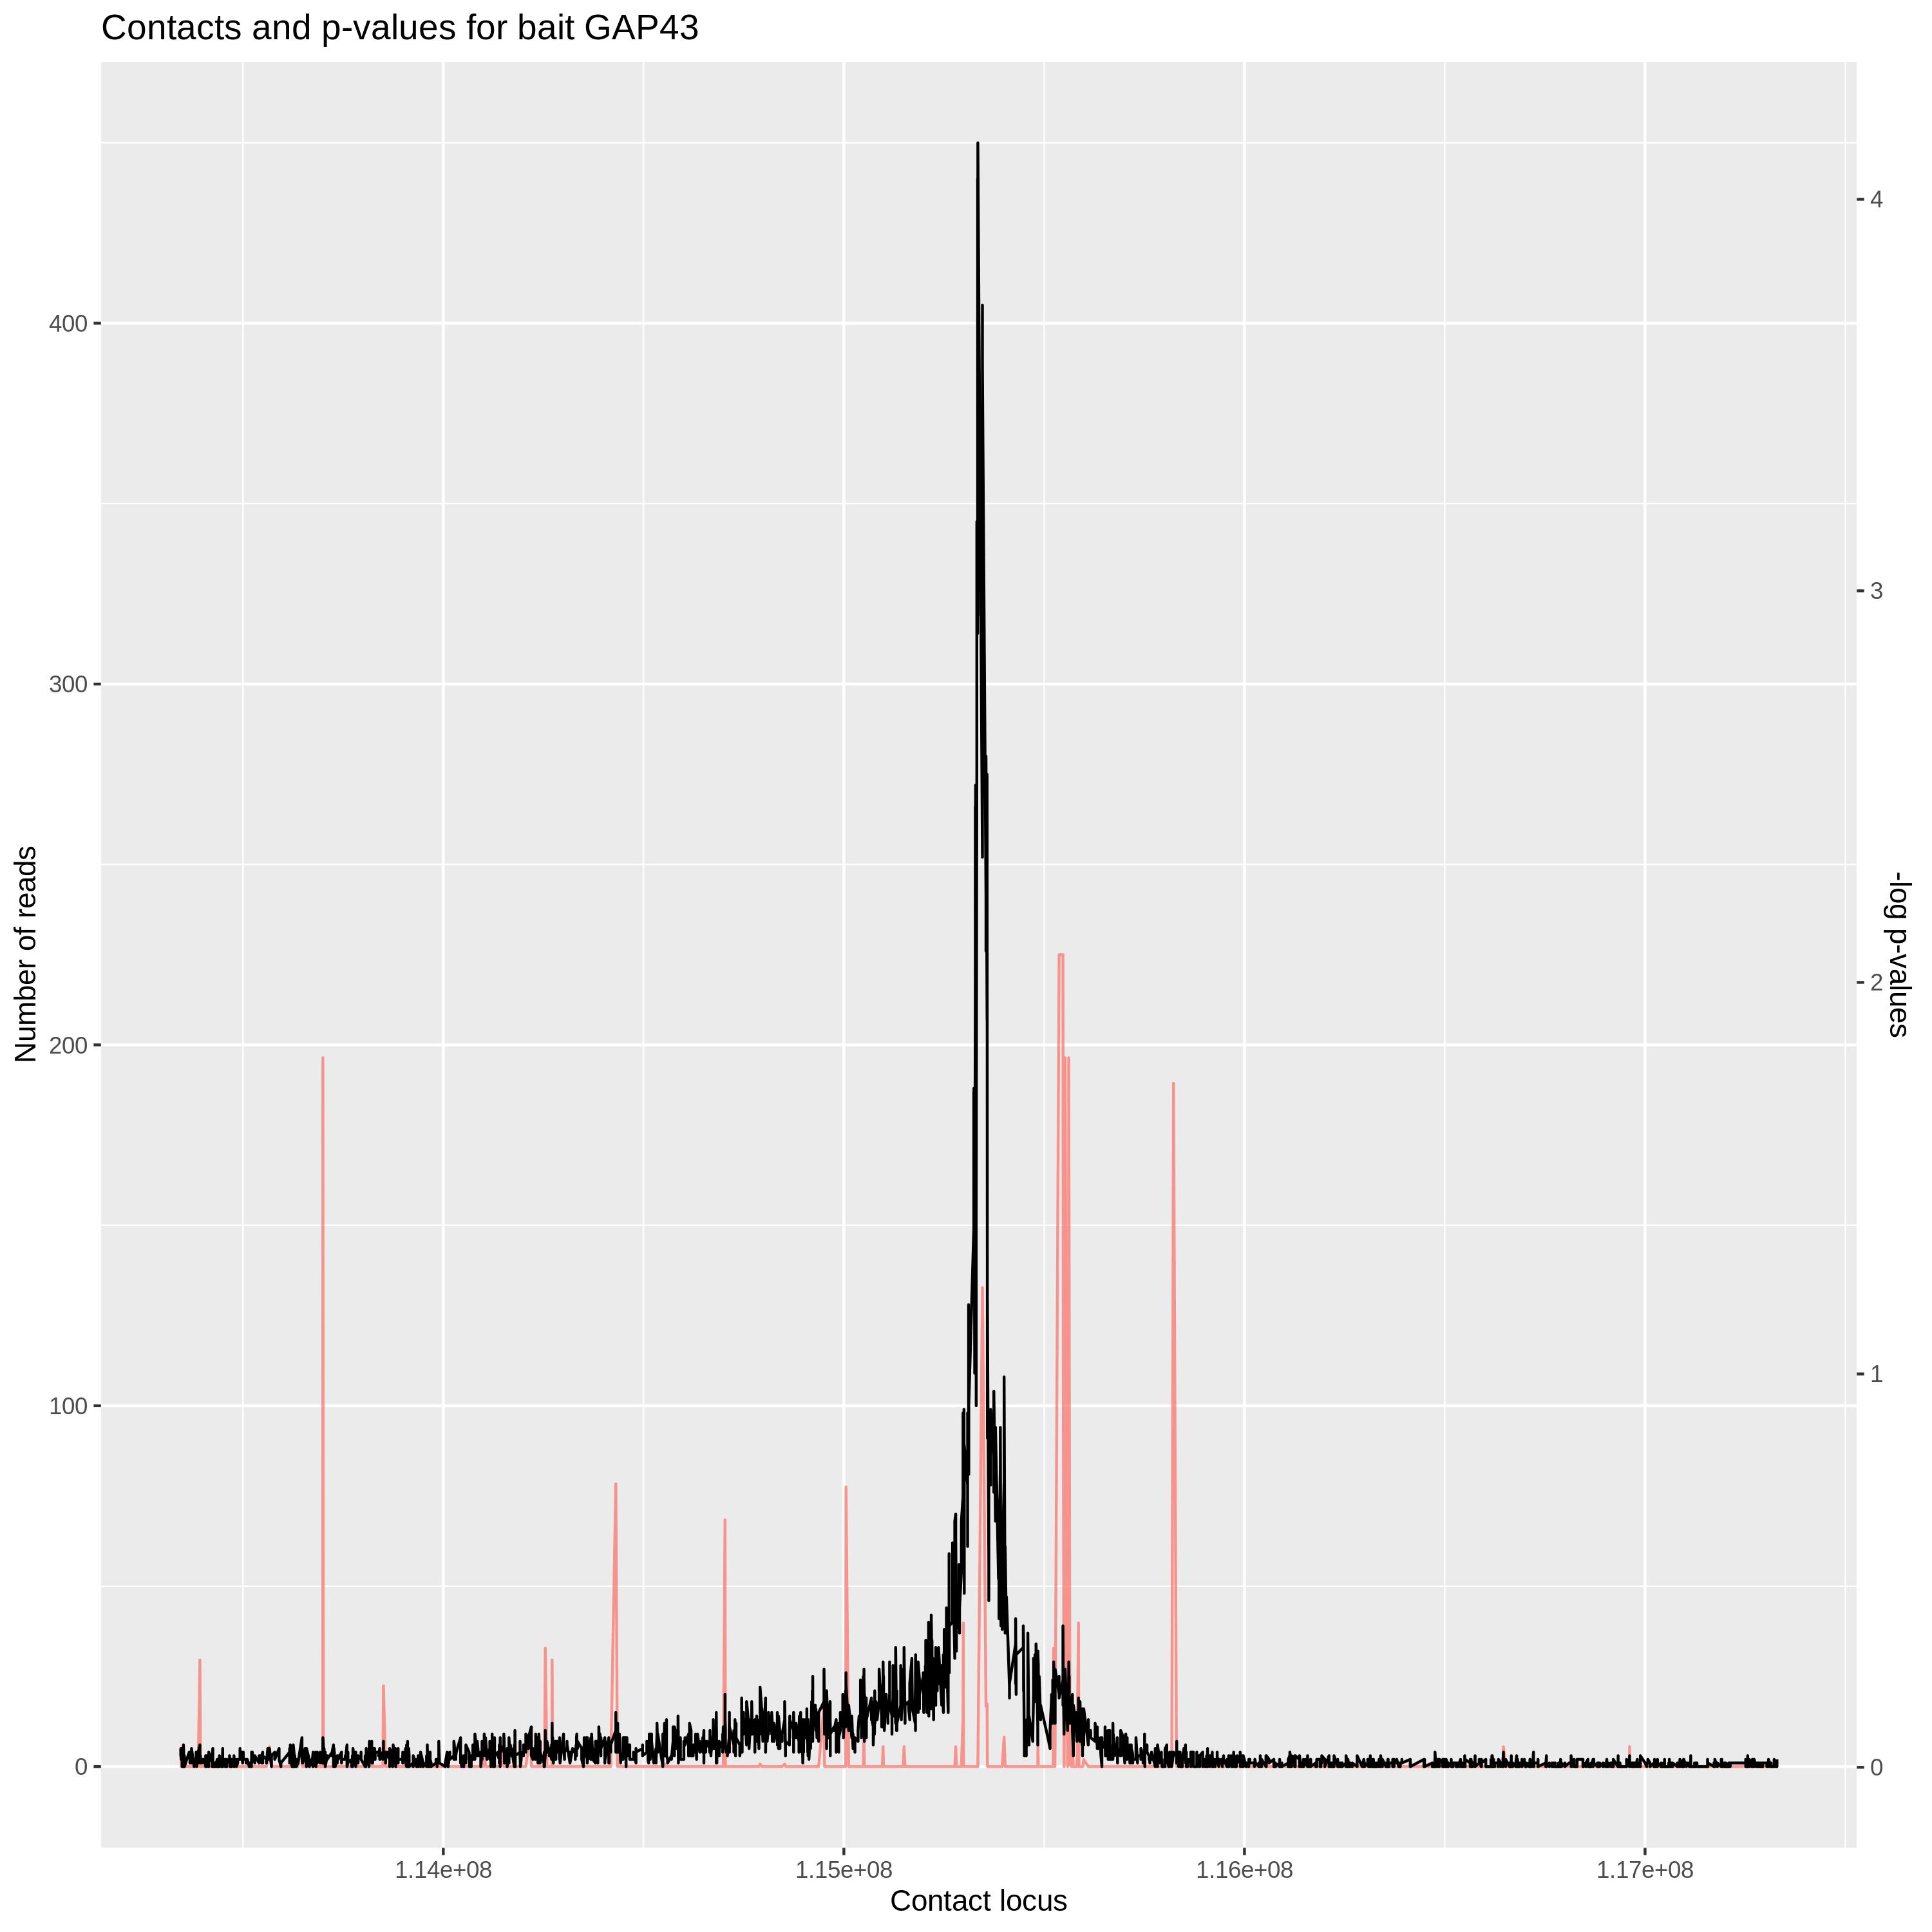 Contacts and p-values for bait GAP43
Number of reads
400
300
200
100
0
4
3
2
1
0
-log p-values
1.14e+08 1.15e+08 1.16e+08 1.17e+08
Contact locus